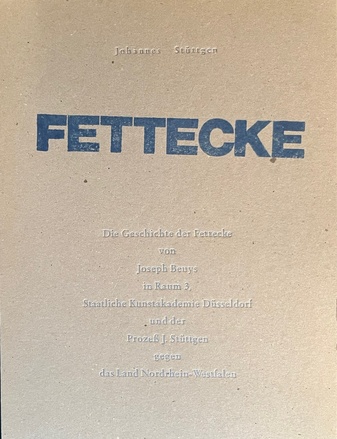 Johannes Stüttgen
FETTECKE
Die Geschichte der Fettecke
von
Joseph Beuys
in Raum 3,
Staatliche Kunstakademie Düsseldorf
und der
Prozeß J. Stüttgen
gegen
das Land Nordrhein-Westfalen